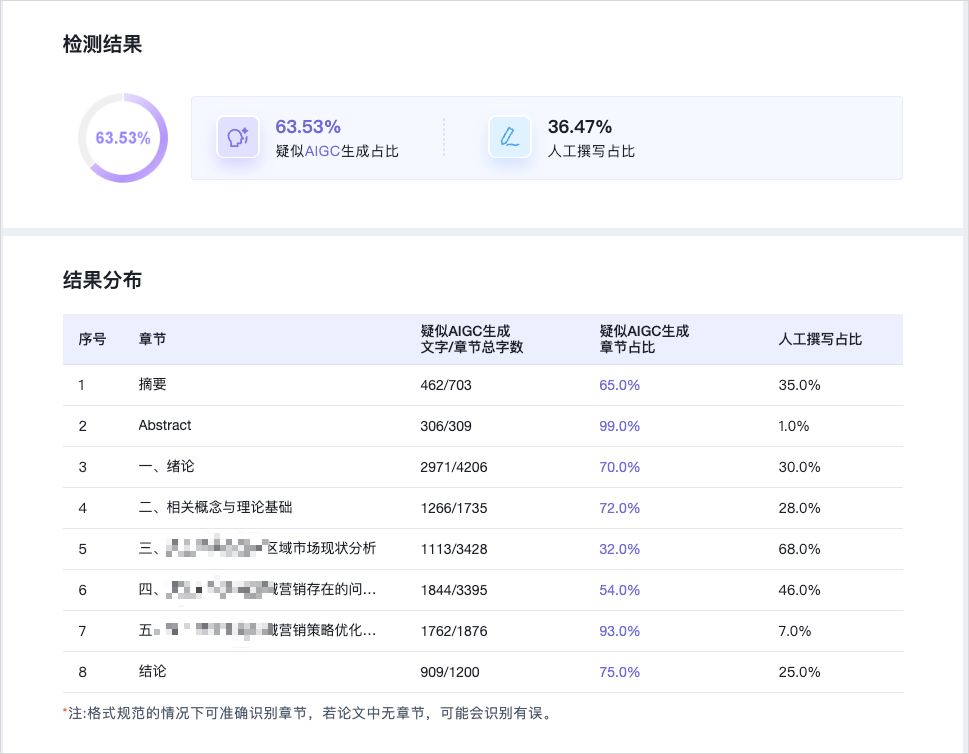 检测结果
63.53%
63.53%
疑似AIGC生成占比
36.47%
人工撰写占比
结果分布
序号 章节 疑似AIGC生成文字/章节总字数 疑似AIGC生成章节占比 人工撰写占比
1 摘要 462/703 65.0% 35.0%
2 Abstract 306/309 99.0% 1.0%
3 一、绪论 2971/4206 70.0% 30.0%
4 二、相关概念与理论基础 1266/1735 72.0% 28.0%
5 三、区域市场现状分析 1113/3428 32.0% 68.0%
6 四、营销存在的问… 1844/3395 54.0% 46.0%
7 五 营销策略优化… 1762/1876 93.0% 7.0%
8 结论 909/1200 75.0% 25.0%
*注:格式规范的情况下可准确识别章节，若论文中无章节，可能会识别有误。